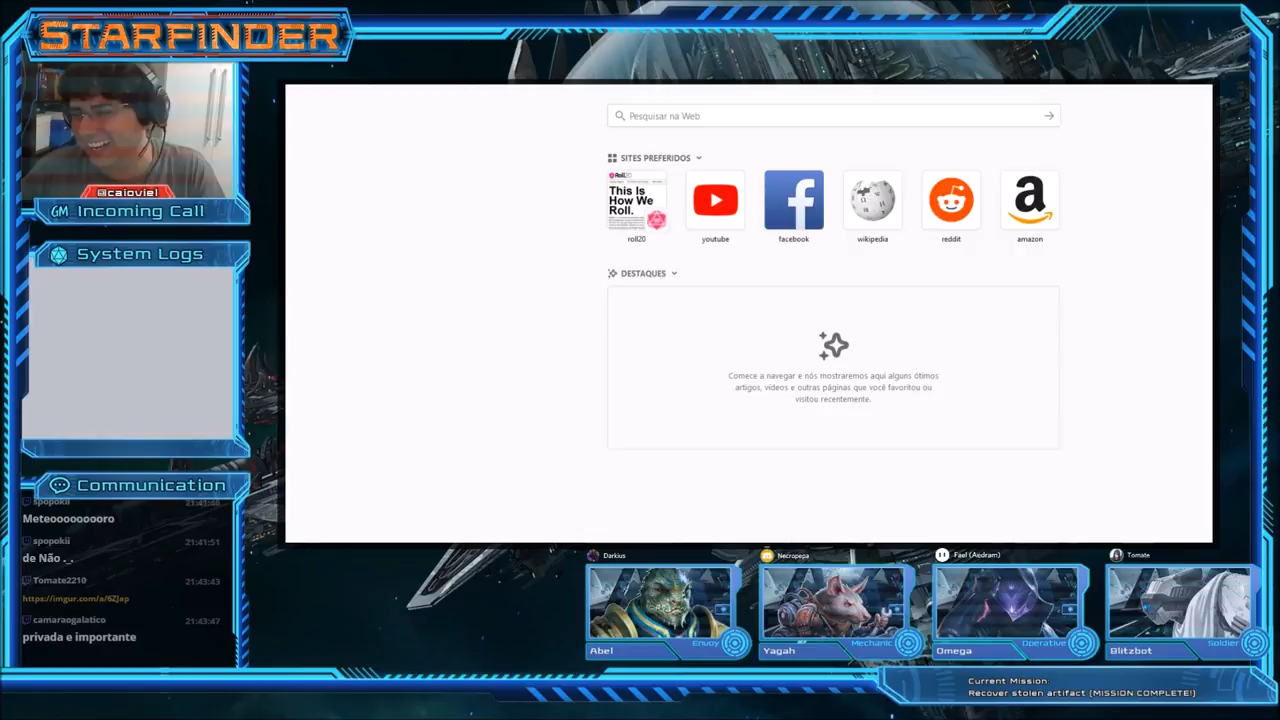 STARFINDER
@caioviel
GM Incoming Call
System Logs
Communication
spopokii 21:41:46
Meteooooooooro
spopokii 21:41:51
de Não . .
Tomate2210 21:43:43
https://imgur.com/a/6ZJap
camaraogalatico 21:43:47
privada e importante
Pesquisar na Web
SITES PREFERIDOS
Roll20
This Is
How We
Roll.
roll20
youtube
facebook
wikipedia
reddit
amazon
DESTAQUES
Comece a navegar e nós mostraremos aqui alguns ótimos
artigos, vídeos e outras páginas que você favoritou ou
visitou recentemente.
Darkius
Envoy
Abel
Necropepa
Mechanic
Yagah
Fael (Aedram)
Operative
Omega
Tomate
Soldier
Blitzbot
Current Mission:
Recover stolen artifact (MISSION COMPLETE!)